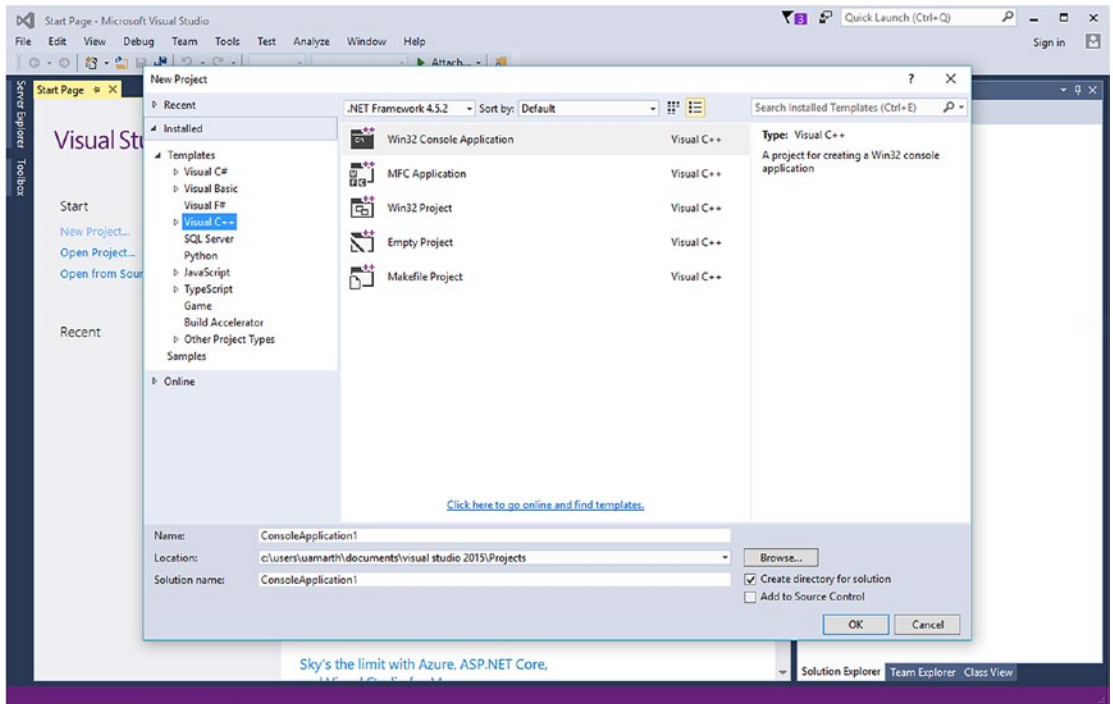 Start Page - Microsoft Visual Studio
3
Quick Launch (Ctrl+Q)
File Edit View Debug Team Tools Test Analyze Window Help
Sign in
Attach...
Server Explorer
Toolbox
Start Page
Visual Stu
Start
New Project...
Open Project...
Open from Sour
Recent
New Project
? 
Recent
.NET Framework 4.5.2
Sort by: Default
Search Installed Templates (Ctrl+E)
Installed
Templates
Visual C#
Visual Basic
Visual F#
Visual C++
SQL Server
Python
JavaScript
TypeScript
Game
Build Accelerator
Other Project Types
Samples
Online
Win32 Console Application Visual C++
MFC Application Visual C++
Win32 Project Visual C++
Empty Project Visual C++
Makefile Project Visual C++
Click here to go online and find templates.
Type: Visual C++
A project for creating a Win32 console
application
Name: ConsoleApplication1
Location: c:\users\uamarth\documents\visual studio 2015\Projects
Browse...
Solution name: ConsoleApplication1
Create directory for solution
Add to Source Control
OK Cancel
Sky's the limit with Azure, ASP.NET Core,
Solution Explorer Team Explorer Class View